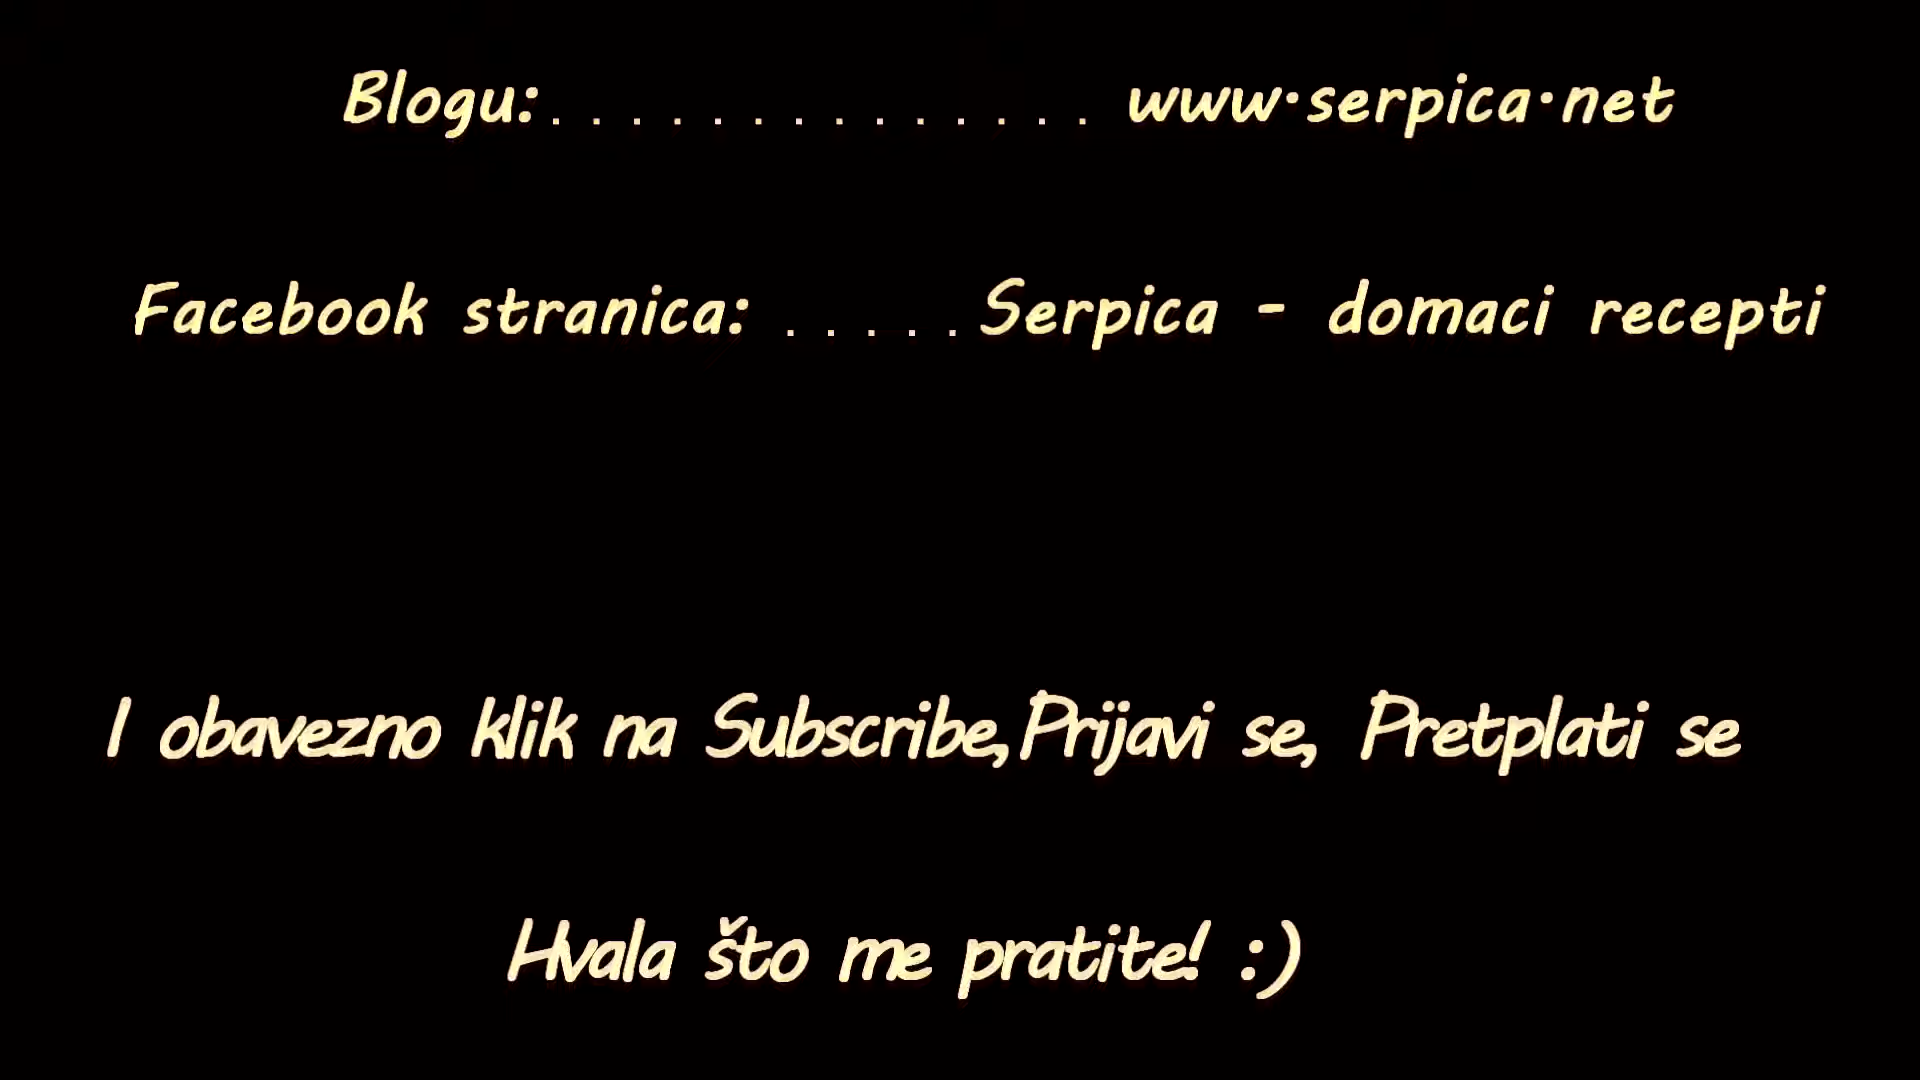 Blogu:. . . . . . . . . . . . . . www.serpica.net
Facebook stranica: . . . . .Serpica - domaci recepti
I obavezno klik na Subscribe,Prijavi se, Pretplati se
Hvala što me pratite! :)